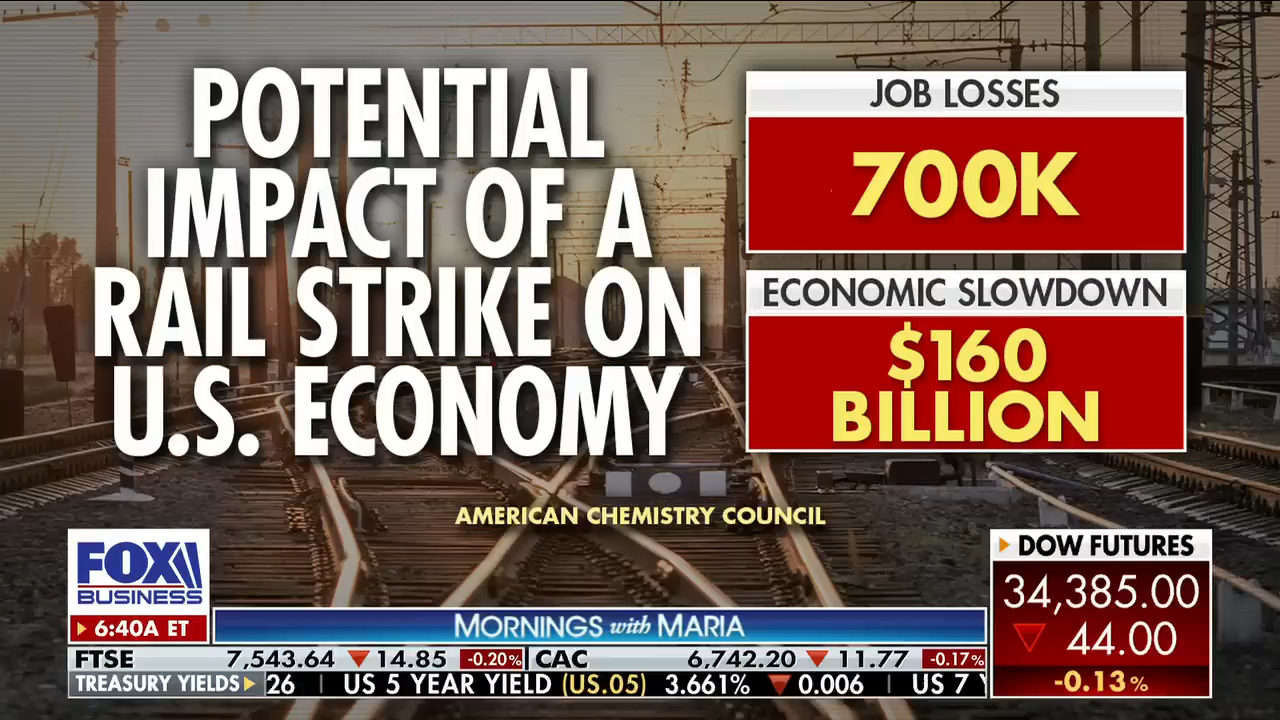 POTENTIAL
IMPACT OF A
RAIL STRIKE ON
U.S. ECONOMY
JOB LOSSES
700K
ECONOMIC SLOWDOWN
$160
BILLION
AMERICAN CHEMISTRY COUNCIL
FOX
BUSINESS
6:40A ET
MORNINGS with MARIA
DOW FUTURES
34,385.00
44.00
-0.13%
FTSE 7,543.64 14.85 -0.20% CAC 6,742.20 11.77 -0.17%
TREASURY YIELDS 26 US 5 YEAR YIELD (US.05) 3.661% 0.006 US 7 Y